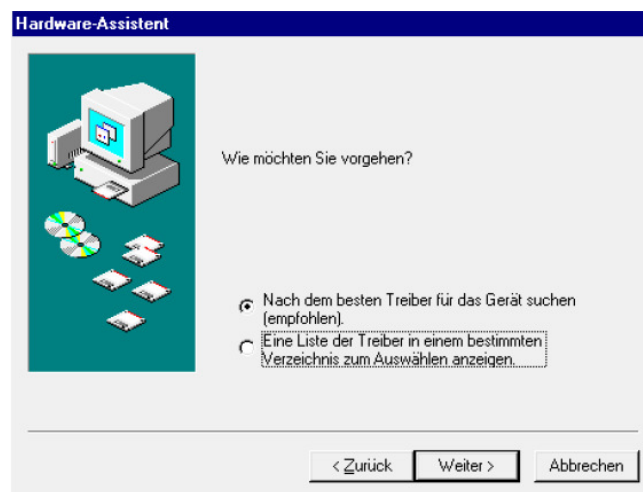 Hardware-Assistent
Wie möchten Sie vorgehen?
Nach dem besten Treiber für das Gerät suchen
(empfohlen).
Eine Liste der Treiber in einem bestimmten
Verzeichnis zum Auswählen anzeigen.
< Zurück
Weiter >
Abbrechen